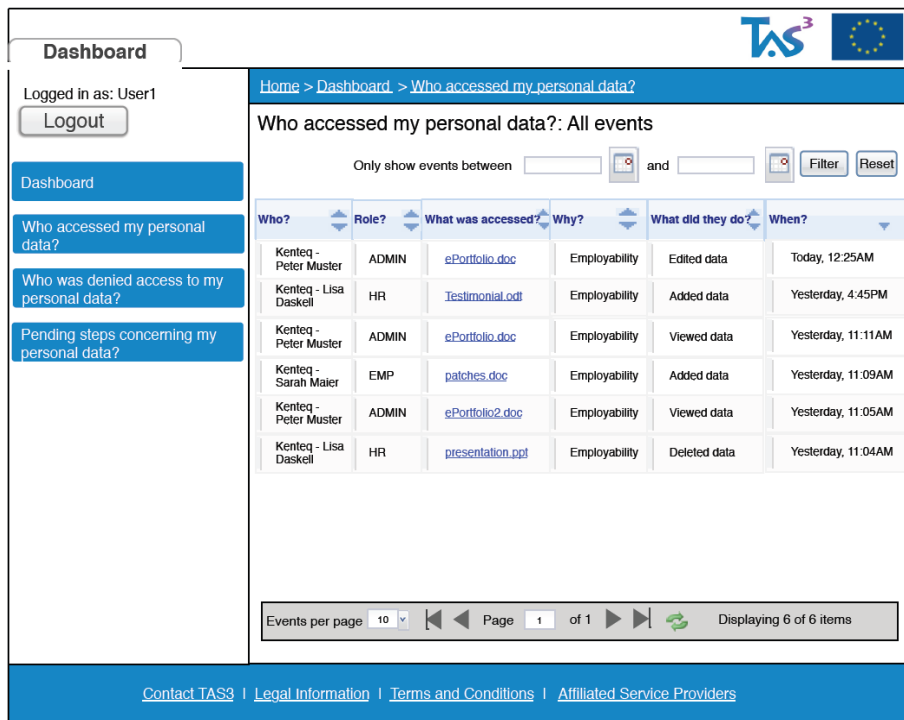 TAS³
Dashboard
Logged in as: User1
Logout
Dashboard
Who accessed my personal
data?
Who was denied access to my
personal data?
Pending steps concerning my
personal data?
Home > Dashboard > Who accessed my personal data?
Who accessed my personal data?: All events
Only show events between and Filter Reset
Who? Role? What was accessed? Why? What did they do? When?
Kenteq -
Peter Muster ADMIN ePortfolio.doc Employability Edited data Today, 12:25AM
Kenteq - Lisa
Daskell HR Testimonial.odt Employability Added data Yesterday, 4:45PM
Kenteq -
Peter Muster ADMIN ePortfolio.doc Employability Viewed data Yesterday, 11:11AM
Kenteq -
Sarah Maier EMP patches.doc Employability Added data Yesterday, 11:09AM
Kenteq -
Peter Muster ADMIN ePortfolio2.doc Employability Viewed data Yesterday, 11:05AM
Kenteq - Lisa
Daskell HR presentation.ppt Employability Deleted data Yesterday, 11:04AM
Events per page 10 Page 1 of 1 Displaying 6 of 6 items
Contact TAS3 | Legal Information | Terms and Conditions | Affiliated Service Providers